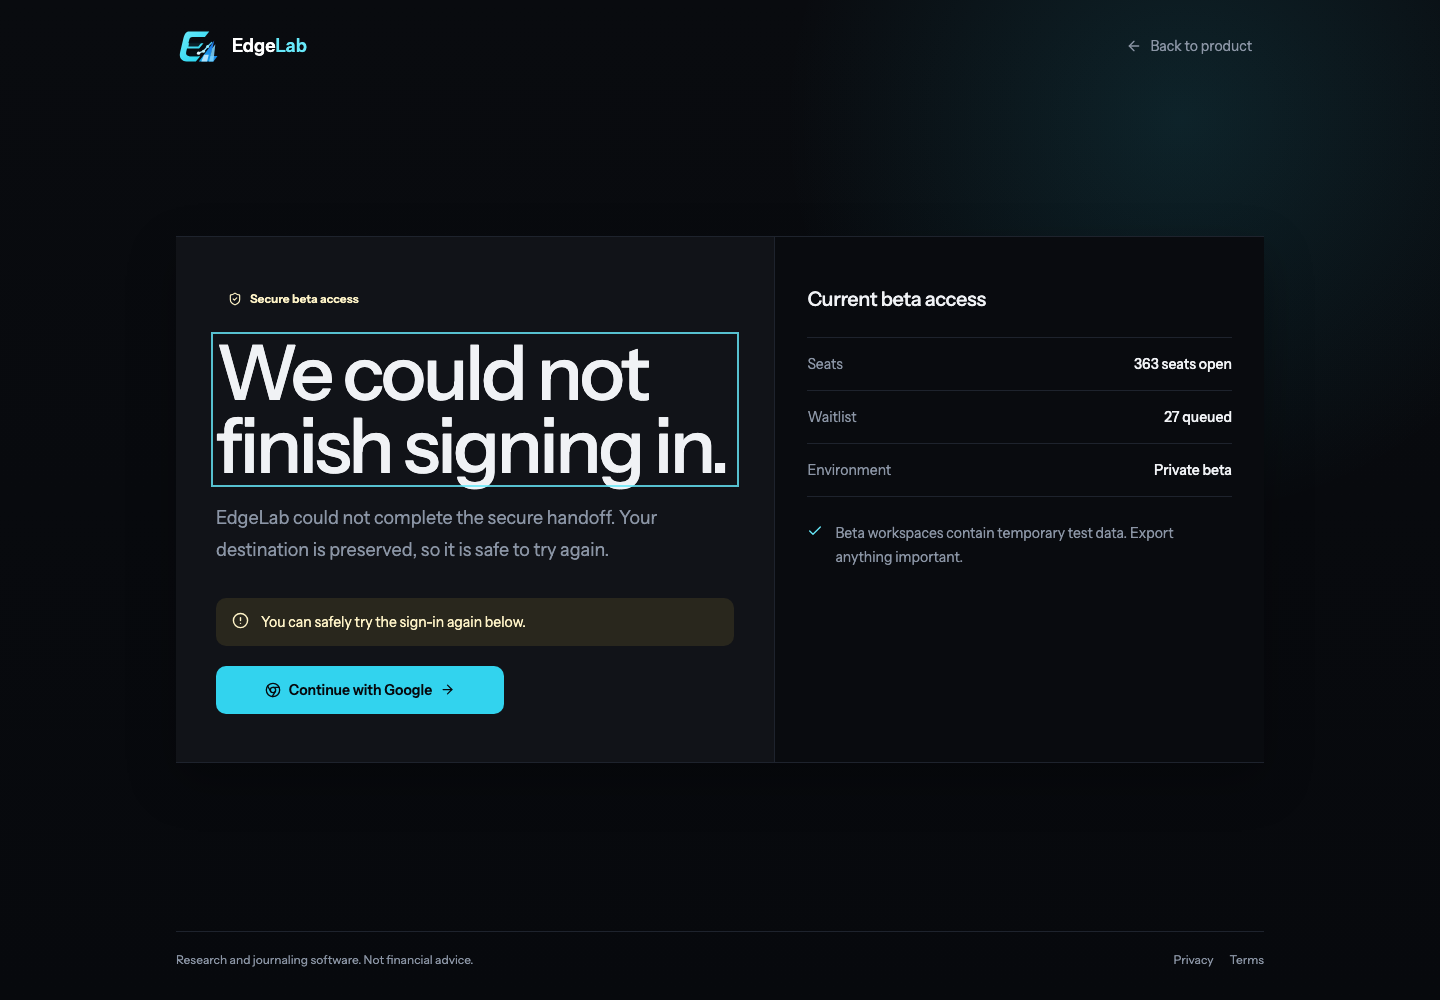 EdgeLab
Back to product
Secure beta access
We could not
finish signing in.
EdgeLab could not complete the secure handoff. Your
destination is preserved, so it is safe to try again.
You can safely try the sign-in again below.
Continue with Google
Current beta access
Seats 363 seats open
Waitlist 27 queued
Environment Private beta
Beta workspaces contain temporary test data. Export
anything important.
Research and journaling software. Not financial advice.
Privacy Terms